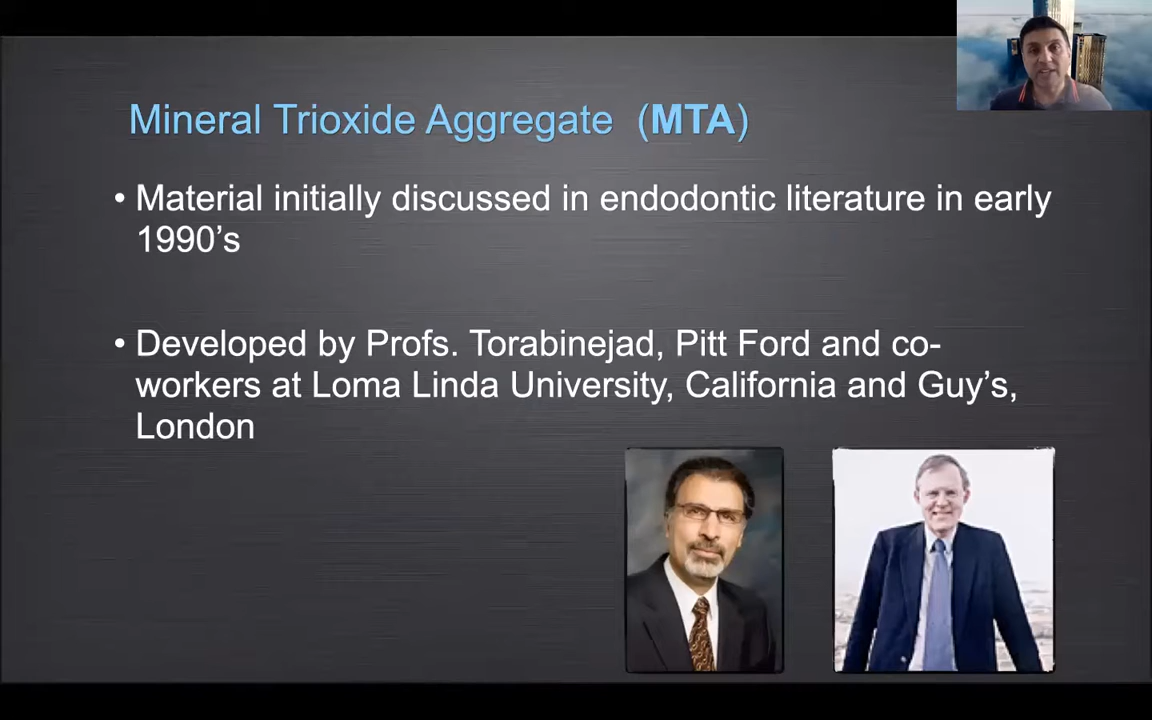 Mineral Trioxide Aggregate (MTA)
• Material initially discussed in endodontic literature in early
1990’s
• Developed by Profs. Torabinejad, Pitt Ford and co-
workers at Loma Linda University, California and Guy’s,
London